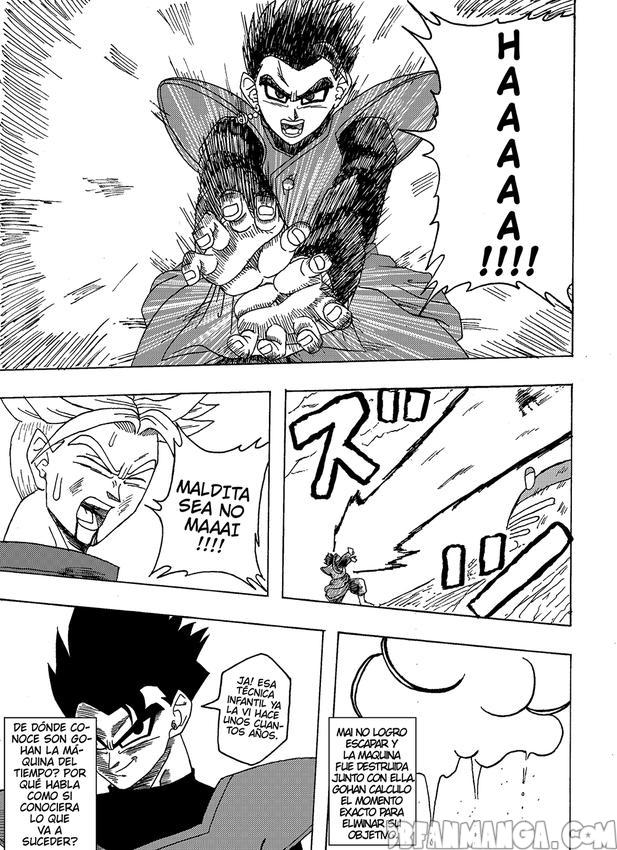 H
A
A
A
A
A
A
!!!!
ズ
MALDITA
SEA NO
MAAAI
!!!!
MAI NO LOGRO
ESCAPAR Y
LA MAQUINA
FUE DESTRUIDA
JUNTO CON ELLA.
GOHAN CALCULO
EL MOMENTO
EXACTO PARA
ELIMINAR SU
OBJETIVO.
JA! ESA
TÉCNICA
INFANTIL YA
LA VI HACE
UNOS CUAN-
TOS AÑOS.
DE DÓNDE CO-
NOCE SON GO-
HAN LA MÁ-
QUINA DEL
TIEMPO? POR
QUÉ HABLA
COMO SI
CONOCIERA
LO QUE
VA A
SUCEDER?
DBFANMANGA.COM